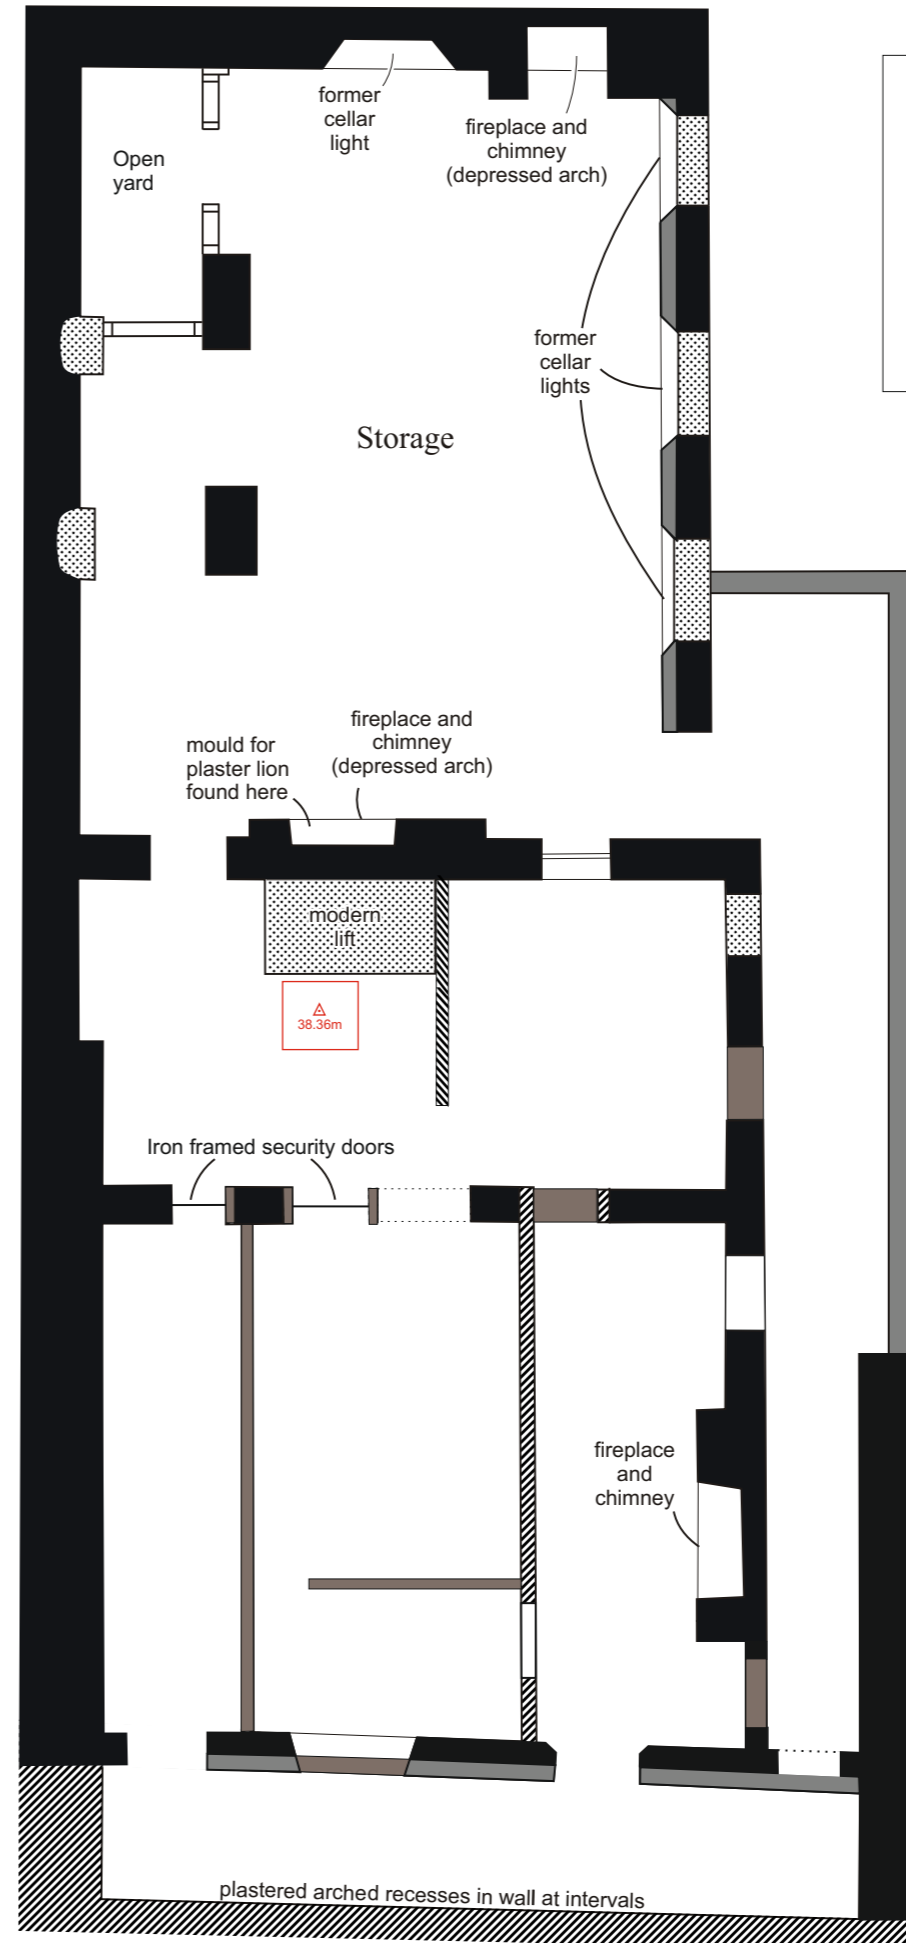 former
cellar
light
fireplace and
chimney
(depressed arch)
Open
yard
former
cellar
lights
Storage
fireplace and
chimney
(depressed arch)
mould for
plaster lion
found here
modern
lift
38.36m
Iron framed security doors
fireplace
and
chimney
plastered arched recesses in wall at intervals